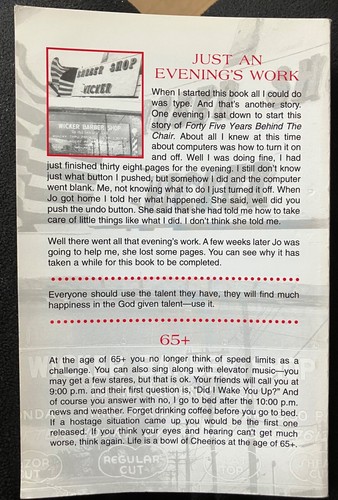 JUST AN
EVENING'S WORK
BARBER SHOP
WICKER
WICKER BARBER SHOP
When I started this book all I could do
was type. And that's another story.
One evening I sat down to start this
story of Forty Five Years Behind The
Chair. About all I knew at this time
about computers was how to turn it on
and off. Well I was doing fine, I had
just finished thirty eight pages for the evening. I still don't know
just what button I pushed, but somehow I did and the computer
went blank. Me, not knowing what to do I just turned it off. When
Jo got home I told her what happened. She said, well did you
push the undo button. She said that she had told me how to take
care of little things like what I did. I don't think she told me.
Well there went all that evening's work. A few weeks later Jo was
going to help me, she lost some pages. You can see why it has
taken a while for this book to be completed.
Everyone should use the talent they have, they will find much
happiness in the God given talent—use it.
65+
At the age of 65+ you no longer think of speed limits as a
challenge. You can also sing along with elevator music—you
may get a few stares, but that is ok. Your friends will call you at
9:00 p.m. and their first question is, "Did I Wake You Up?" And
of course you answer with no, I go to bed after the 10:00 p.m.
news and weather. Forget drinking coffee before you go to bed.
If a hostage situation came up you would be the first one
released. If you think your eyes and hearing can't get much
worse, think again. Life is a bowl of Cheerios at the age of 65+.
REGULAR
CUT